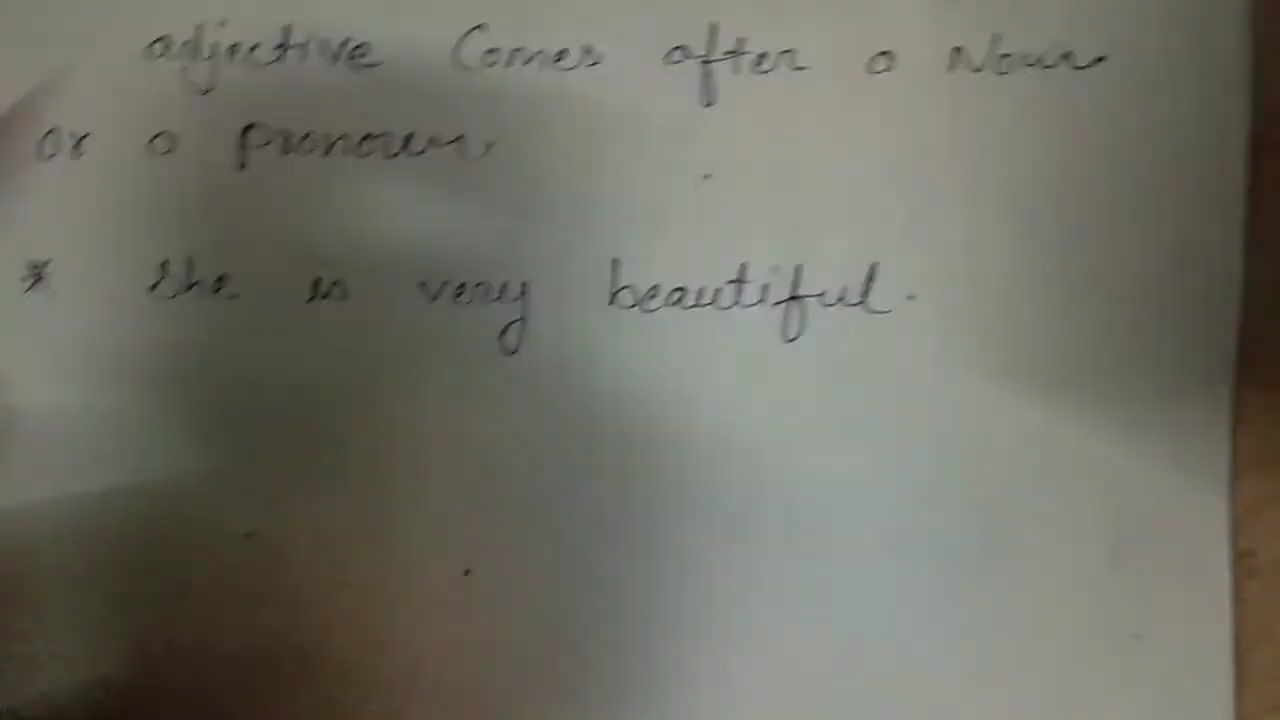 adjective Comes after a Noun
or a pronoun.
* She is very beautiful.